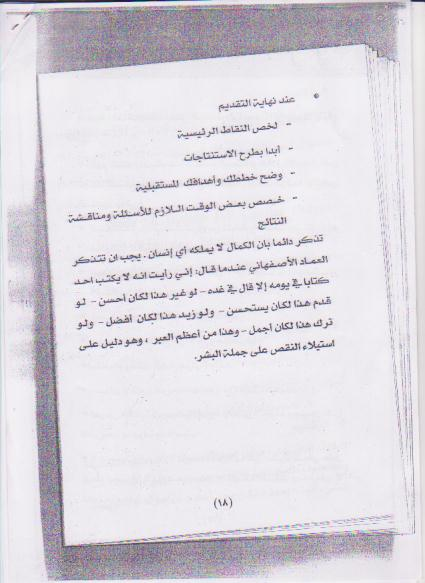 * عند نهاية التقديم
- لخص النقاط الرئيسية
- أبدا بطرح الاستنتاجات
- وضح خططك وأهدافك المستقبلية
- خصص بعض الوقت اللازم للأسئلة ومناقشة
النتائج
تذكر دائما بان الكمال لا يملكه أي إنسان . يجب ان تتذكر
العماد الأصفهاني عندما قال: إني رايت انه لا يكتب احد
كتابا في يومه إلا قال في غده - لو غير هذا لكان احسن - لو
قدم هذا لكان يستحسن - ولو زيد هذا لكان أفضل - ولو
ترك هذا لكان أجمل - وهذا من أعظم العبر ، وهو دليل على
استيلاء النقص على جملة البشر.
(١٨)